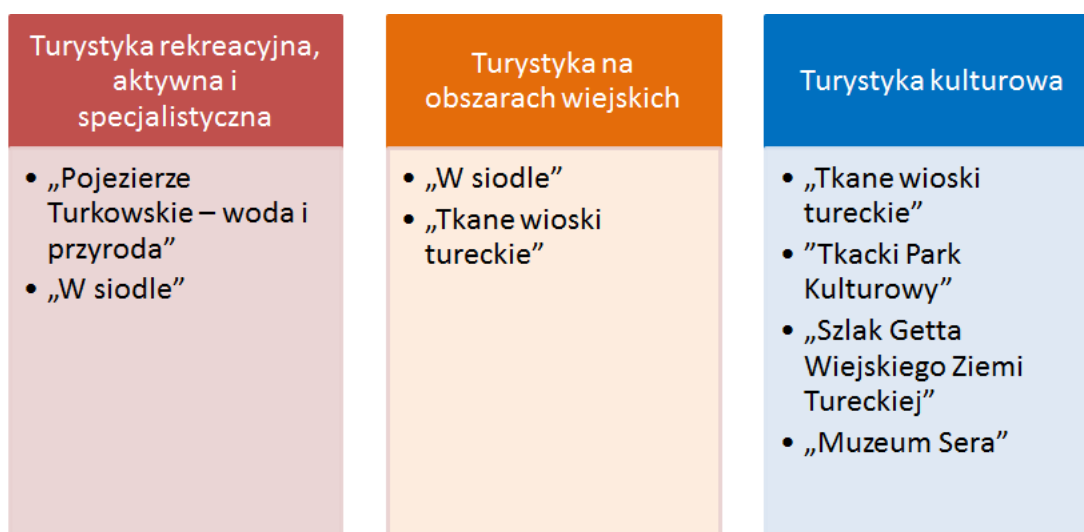 Turystyka rekreacyjna,
aktywna i
specjalistyczna
• „Pojezierze
Turkowskie – woda i
przyroda”
• „W siodle”
Turystyka na
obszarach wiejskich
• „W siodle”
• „Tkane wioski
tureckie”
Turystyka kulturowa
• „Tkane wioski
tureckie”
• ”Tkacki Park
Kulturowy”
• „Szlak Getta
Wiejskiego Ziemi
Tureckiej”
• „Muzeum Sera”